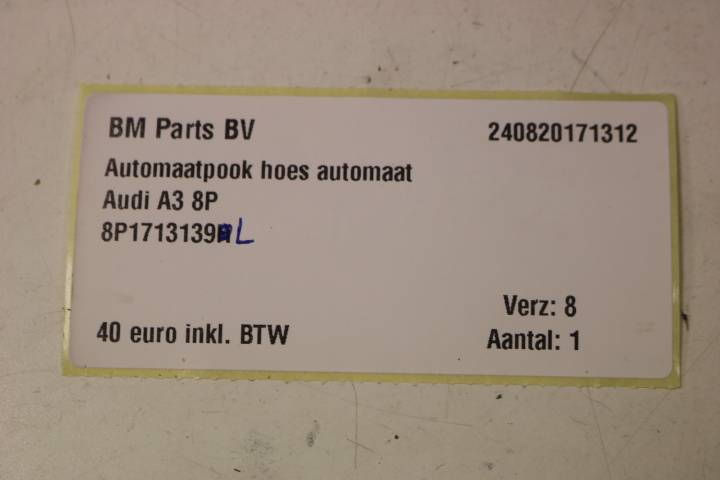 BM Parts BV 240820171312
Automaatpook hoes automaat
Audi A3 8P
8P1713139L
Verz: 8
40 euro inkl. BTW Aantal: 1